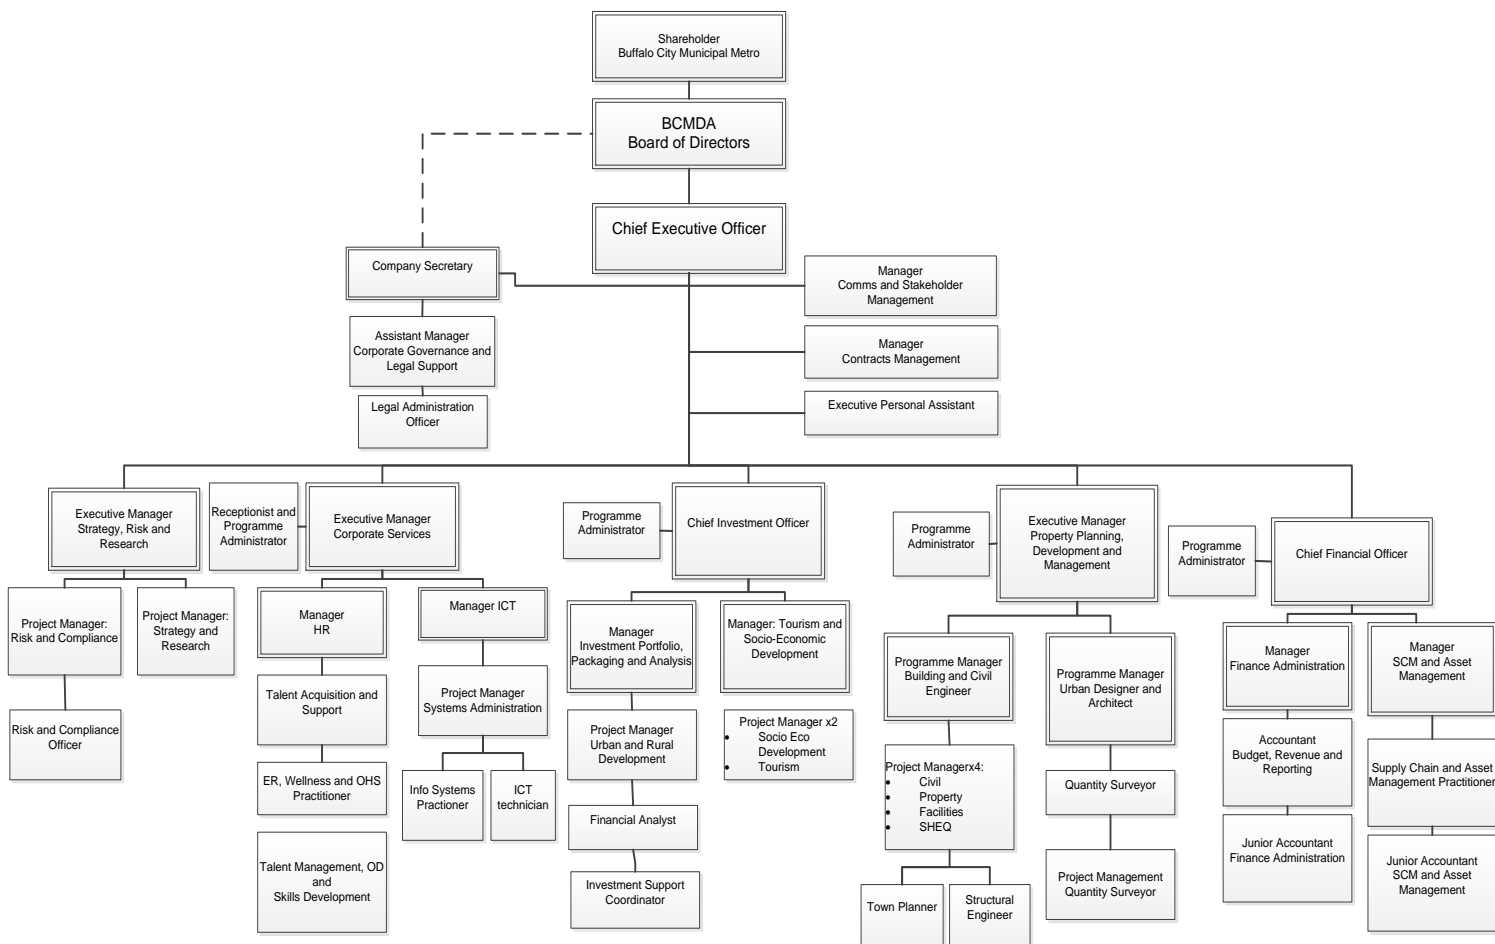 Shareholder
Buffalo City Municipal Metro
BCMDA
Board of Directors
Chief Executive Officer
Company Secretary
Manager
Comms and Stakeholder
Management
Assistant Manager
Corporate Governance and
Legal Support
Manager
Contracts Management
Legal Administration
Officer
Executive Personal Assistant
Executive Manager
Strategy, Risk and
Research
Receptionist and
Programme
Administrator
Executive Manager
Corporate Services
Programme
Administrator
Chief Investment Officer
Programme
Administrator
Executive Manager
Property Planning,
Development and
Management
Programme
Administrator
Chief Financial Officer
Project Manager:
Risk and Compliance
Project Manager:
Strategy and
Research
Manager
HR
Manager ICT
Manager
Investment Portfolio,
Packaging and Analysis
Manager: Tourism and
Socio-Economic
Development
Programme Manager
Building and Civil
Engineer
Programme Manager
Urban Designer and
Architect
Manager
Finance Administration
Manager
SCM and Asset
Management
Risk and Compliance
Officer
Talent Acquisition and
Support
Project Manager
Systems Administration
Project Manager
Urban and Rural
Development
Project Manager x2
• Socio Eco
Development
• Tourism
Project Managerx4:
• Civil
• Property
• Facilities
• SHEQ
Quantity Surveyor
Accountant
Budget, Revenue and
Reporting
Supply Chain and Asset
Management Practitioner
ER, Wellness and OHS
Practitioner
Info Systems
Practioner
ICT
technician
Financial Analyst
Talent Management, OD
and
Skills Development
Investment Support
Coordinator
Town Planner
Structural
Engineer
Project Management
Quantity Surveyor
Junior Accountant
Finance Administration
Junior Accountant
SCM and Asset
Management